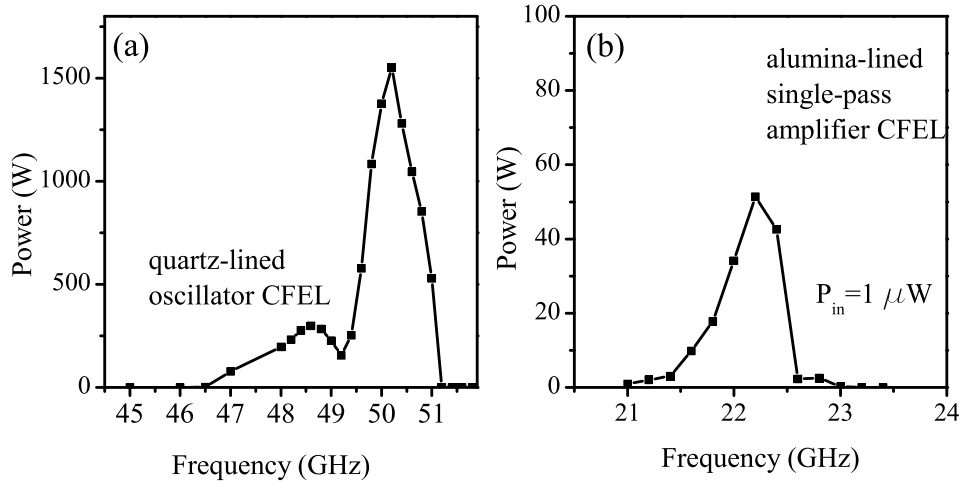 (a)
1500
1000
500
0
Power (W)
quartz-lined
oscillator CFEL
45 46 47 48 49 50 51
Frequency (GHz)
(b)
100
80
60
40
20
0
Power (W)
alumina-lined
single-pass
amplifier CFEL
P_in=1 μW
20 21 22 23 24
Frequency (GHz)